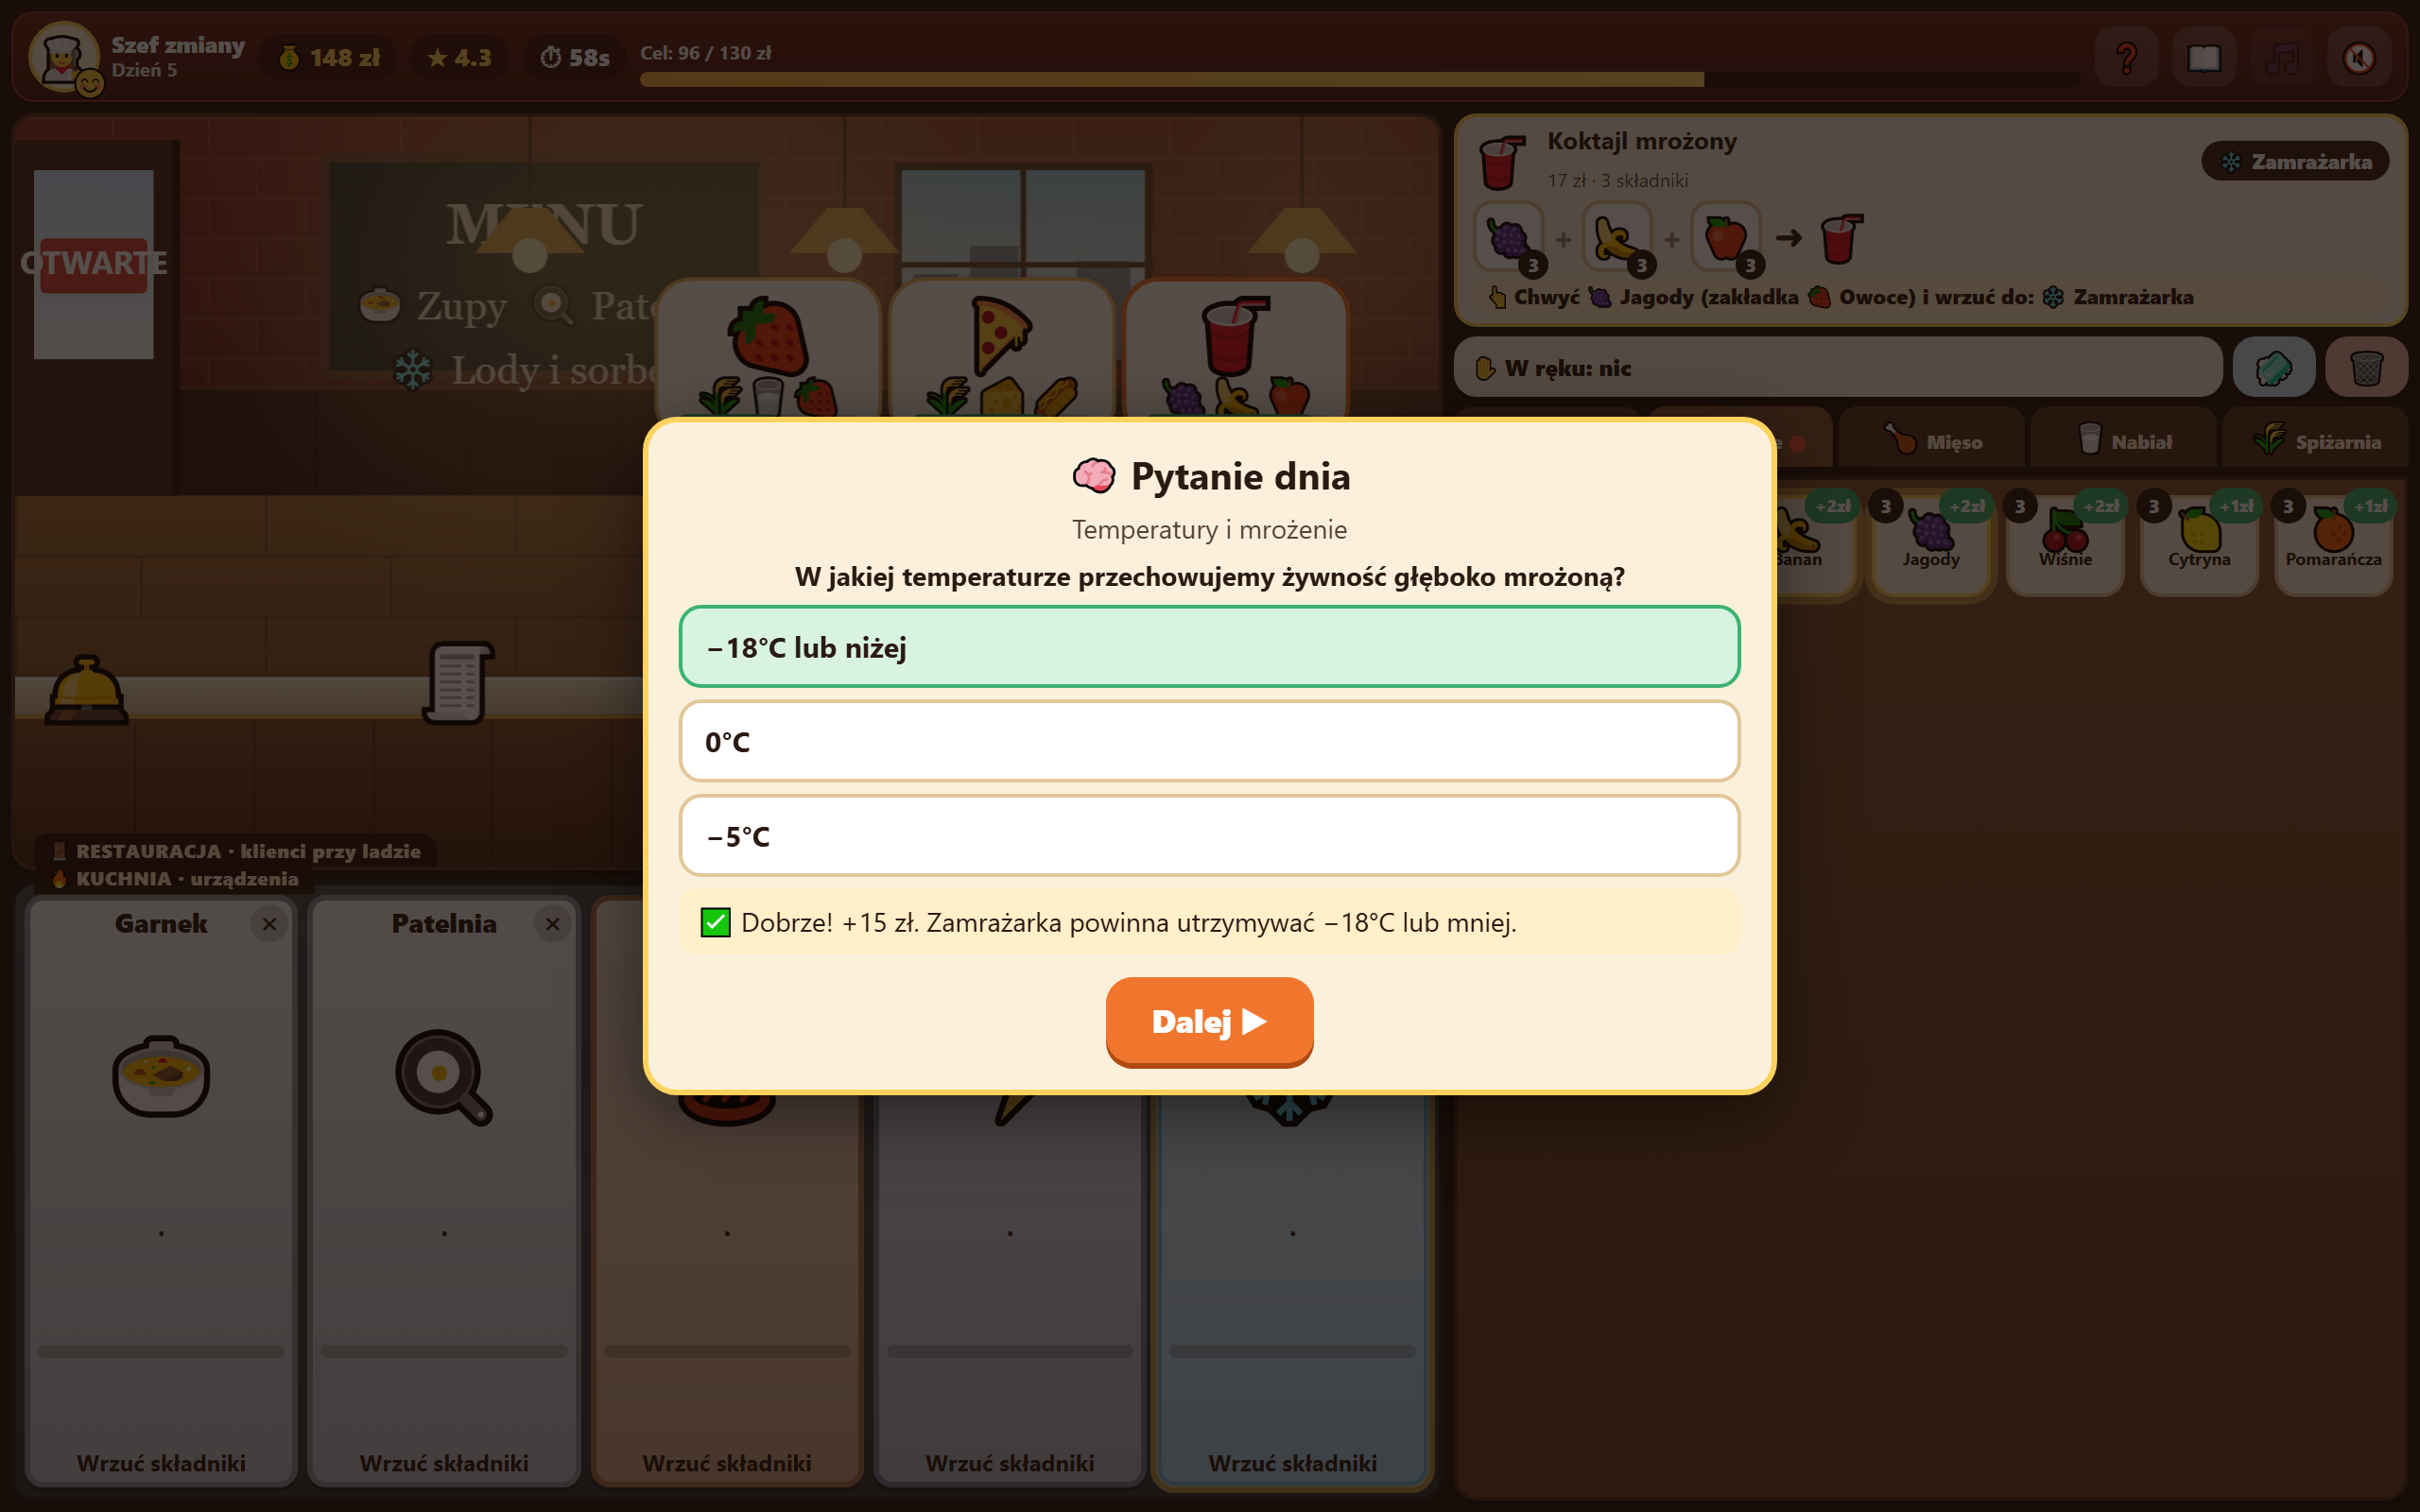 Szef zmiany
Dzień 5
148 zł
★ 4.3
58s
Cel: 96 / 130 zł
OTWARTE
MENU
Zupy
Lody i
Koktajl mrożony
17 zł · 3 składniki
Zamrażarka
3
+
3
+
3
→
Chwyć Jagody (zakładka Owoce) i wrzuć do: Zamrażarka
W ręku: nic
Mięso
Nabiał
Spiżarnia
+2zł
Banan
3
+2zł
Jagody
3
+2zł
Wiśnie
3
+1zł
Cytryna
3
+1zł
Pomarańcza
Pytanie dnia
Temperatury i mrożenie
W jakiej temperaturze przechowujemy żywność głęboko mrożoną?
−18°C lub niżej
0°C
−5°C
Dobrze! +15 zł. Zamrażarka powinna utrzymywać −18°C lub mniej.
Dalej ▶
RESTAURACJA · klienci przy ladzie
KUCHNIA · urządzenia
Garnek
×
Patelnia
×
Wrzuć składniki
Wrzuć składniki
Wrzuć składniki
Wrzuć składniki
Wrzuć składniki